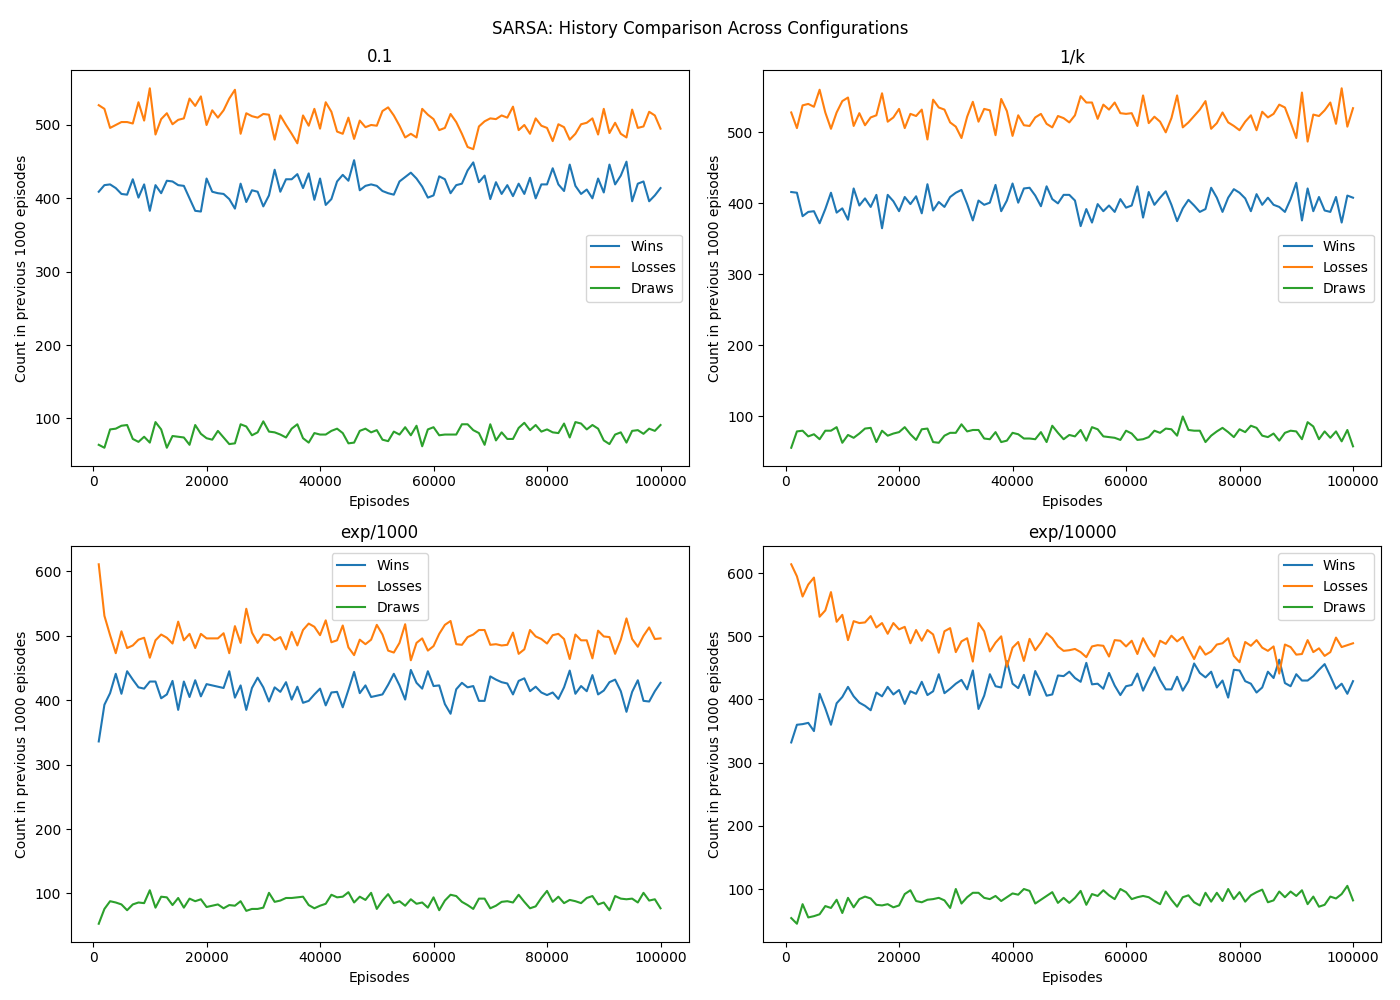 SARSA: History Comparison Across Configurations
0.1
Count in previous 1000 episodes
500
400
300
200
100
Wins
Losses
Draws
0
20000
40000
60000
80000
100000
Episodes
1/k
Count in previous 1000 episodes
500
400
300
200
100
Wins
Losses
Draws
0
20000
40000
60000
80000
100000
Episodes
exp/1000
Count in previous 1000 episodes
600
500
400
300
200
100
Wins
Losses
Draws
0
20000
40000
60000
80000
100000
Episodes
exp/10000
Count in previous 1000 episodes
600
500
400
300
200
100
Wins
Losses
Draws
0
20000
40000
60000
80000
100000
Episodes